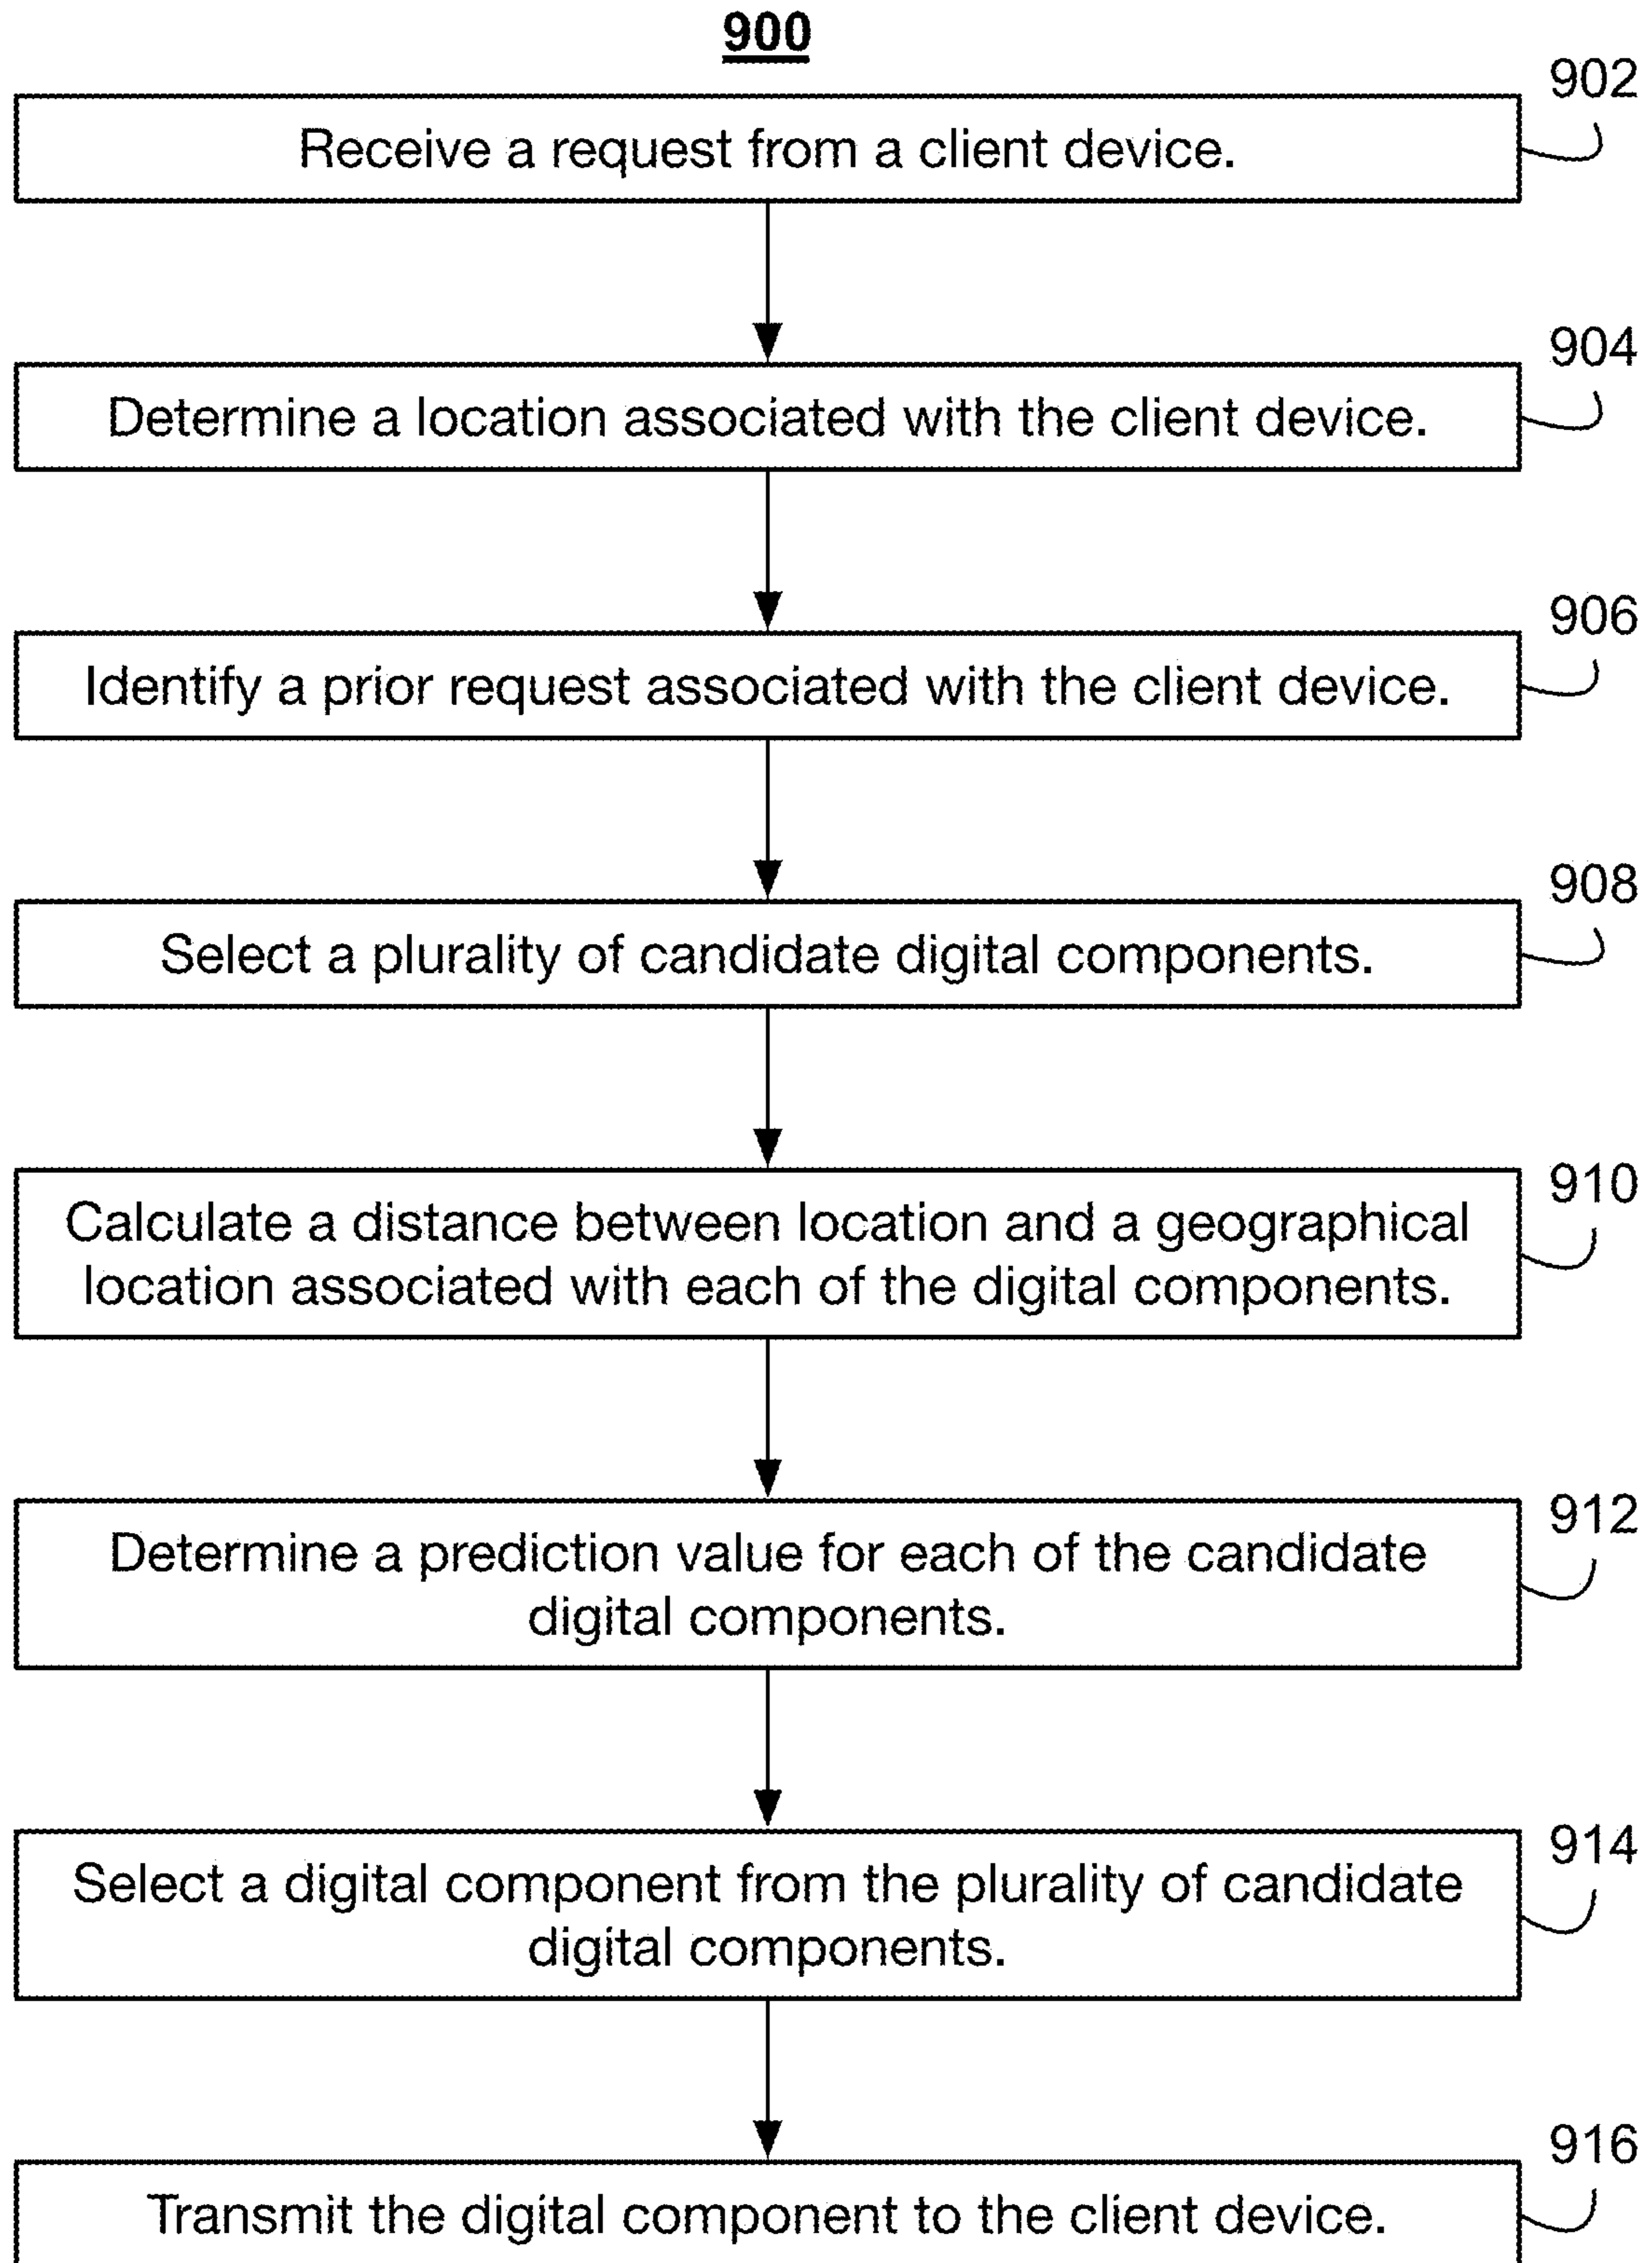 900
902
Receive a request from a client device.
904
Determine a location associated with the client device.
906
Identify a prior request associated with the client device.
908
Select a plurality of candidate digital components.
910
Calculate a distance between location and a geographical
location associated with each of the digital components.
912
Determine a prediction value for each of the candidate
digital components.
914
Select a digital component from the plurality of candidate
digital components.
916
Transmit the digital component to the client device.